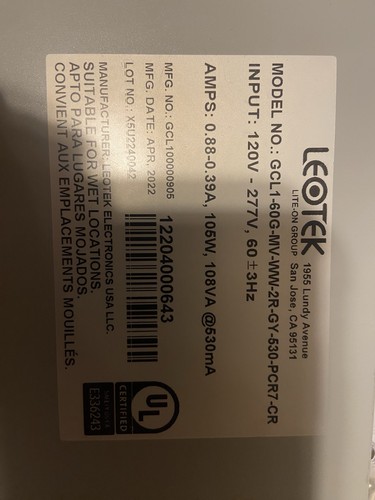 LEOTEK
LITE-ON GROUP
1955 Lundy Avenue
San Jose, CA 95131
MODEL NO.: GCL1-60G-MV-WW-2R-GY-530-PCR7-CR
INPUT: 120V - 277V, 60±3Hz
AMPS: 0.88-0.39A, 105W, 108VA @530mA
MFG. NO.: GCL100000905
12204000643
MFG. DATE: APR, 2022
LOT NO.: X5U2240042
MANUFACTURER: LEOTEK ELECTRONICS USA LLC.
SUITABLE FOR WET LOCATIONS.
APTO PARA LUGARES MOJADOS.
CONVIENT AUX EMPLACEMENTS MOUILLÉS.
UL
CERTIFIED
E336243